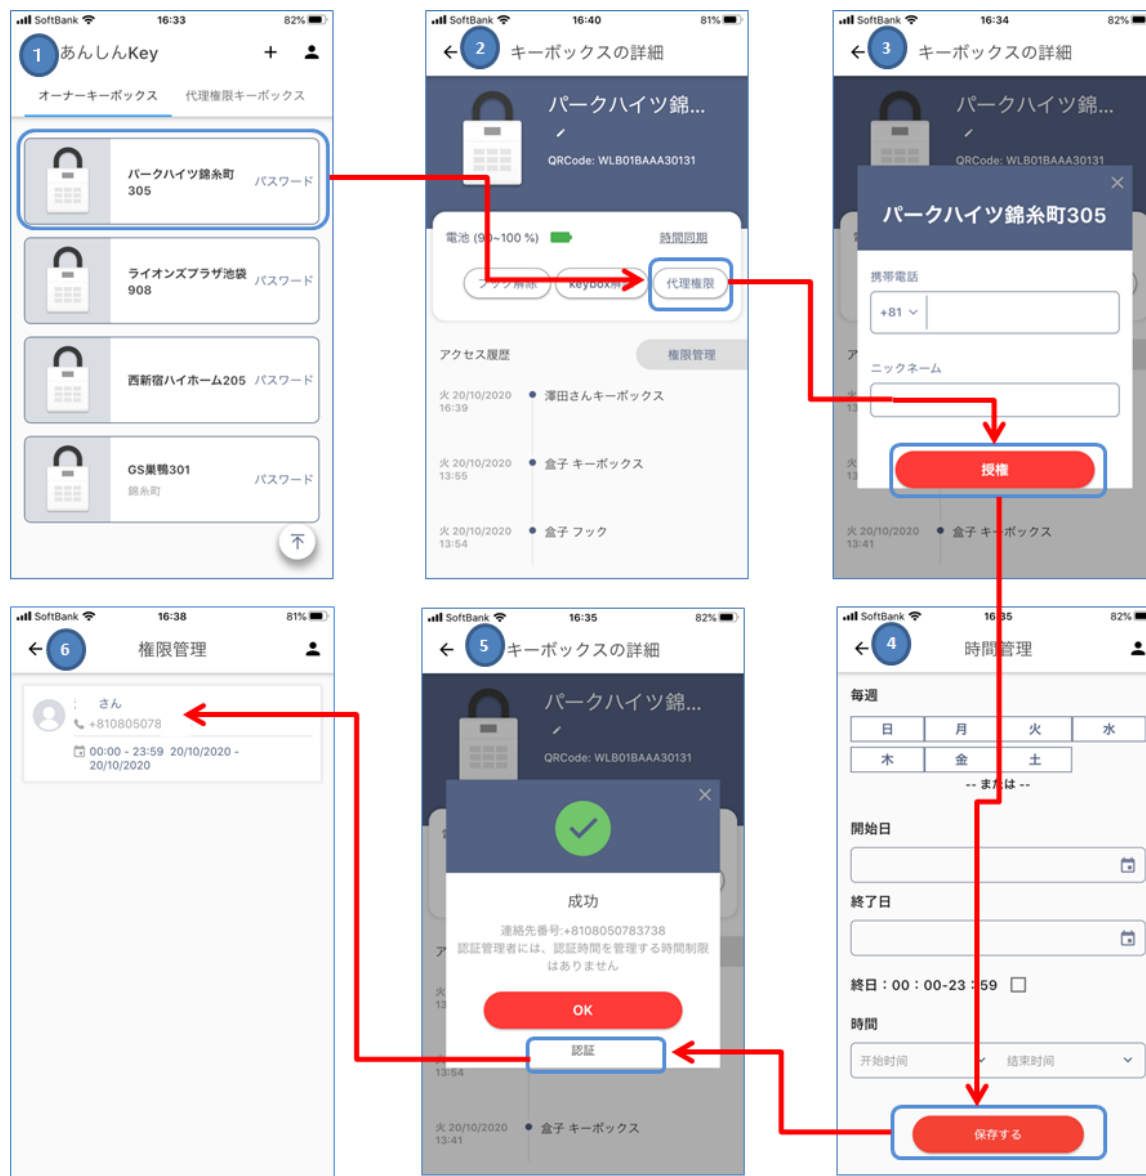 SoftBank 16:33 82%
1 あんしんKey +
オーナーキーボックス 代理権限キーボックス
パークハイツ錦糸町
305
パスワード
ライオンズプラザ池袋
908
パスワード
西新宿ハイホーム205 パスワード
GS巣鴨301
錦糸町
パスワード
SoftBank 16:40 81%
2 キーボックスの詳細
パークハイツ錦...
QRCode: WLB01BAAA30131
電池 (90~100 %) 時間同期
フック解除 keybox解 代理権限
アクセス履歴 権限管理
火 20/10/2020
16:39
澤田さんキーボックス
火 20/10/2020
13:55
盒子 キーボックス
火 20/10/2020
13:54
盒子 フック
SoftBank 16:34 82%
3 キーボックスの詳細
パークハイツ錦...
QRCode: WLB01BAAA30131
パークハイツ錦糸町305
携帯電話
+81
ニックネーム
授権
火 20/10/2020
13:41
盒子 キーボックス
SoftBank 16:35 82%
4 時間管理
毎週
日 月 火 水
木 金 土
-- または --
開始日
終了日
終日：00：00-23：59
時間
开始时间 结束时间
保存する
SoftBank 16:35 82%
5 キーボックスの詳細
パークハイツ錦...
QRCode: WLB01BAAA30131
成功
連絡先番号:+8108050783738
認証管理者には、認証時間を管理する時間制限
はありません
OK
認証
13:54
火 20/10/2020
13:41
盒子 キーボックス
SoftBank 16:38 81%
6 権限管理
さん
+810805078
00:00 - 23:59 20/10/2020 -
20/10/2020